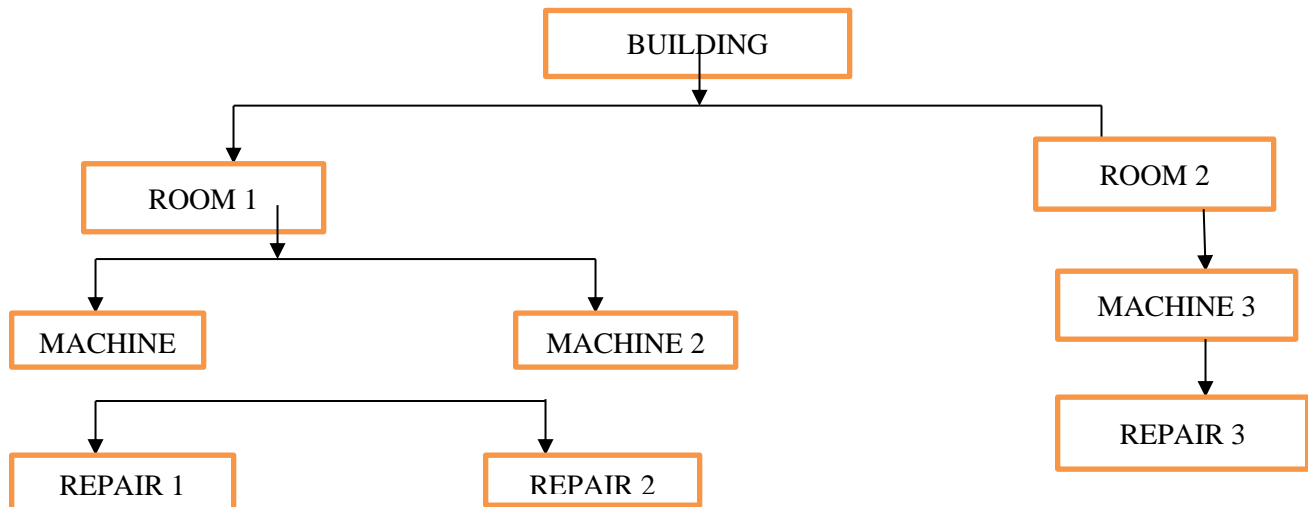 BUILDING
ROOM 1
ROOM 2
MACHINE
MACHINE 2
MACHINE 3
REPAIR 1
REPAIR 2
REPAIR 3